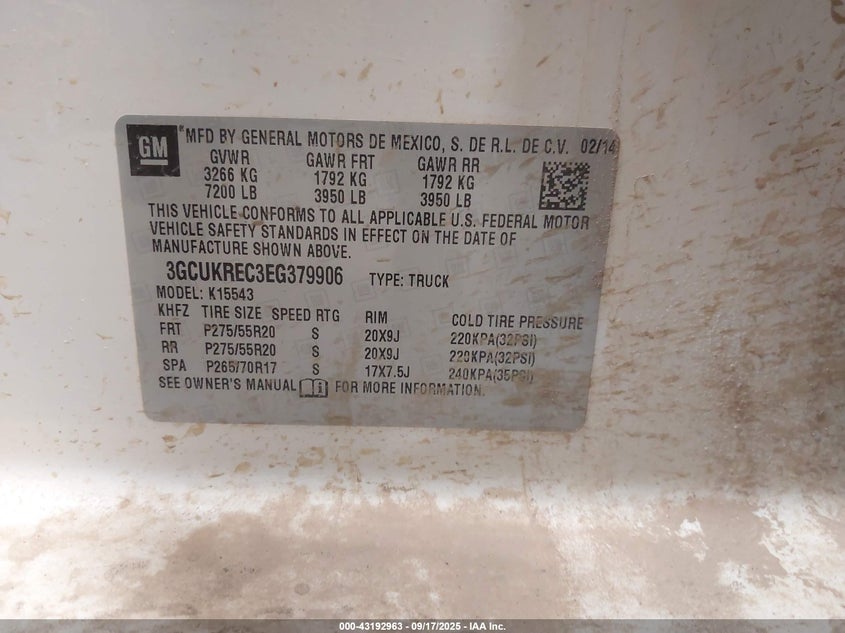 GM
*MFD BY GENERAL MOTORS DE MEXICO, S. DE R.L. DE C.V. 02/14
GVWR GAWR FRT GAWR RR
3266 KG 1792 KG 1792 KG
7200 LB 3950 LB 3950 LB
THIS VEHICLE CONFORMS TO ALL APPLICABLE U.S. FEDERAL MOTOR
VEHICLE SAFETY STANDARDS IN EFFECT ON THE DATE OF
MANUFACTURE SHOWN ABOVE.
3GCUKREC3EG379906 TYPE: TRUCK
MODEL: K15543
KHFZ TIRE SIZE SPEED RTG RIM COLD TIRE PRESSURE
FRT P275/55R20 S 20X9J 220KPA(32PSI)
RR P275/55R20 S 20X9J 220KPA(32PSI)
SPA P265/70R17 S 17X7.5J 240KPA(35PSI)
SEE OWNER'S MANUAL FOR MORE INFORMATION.
000-43192963 - 09/17/2025 - IAA Inc.